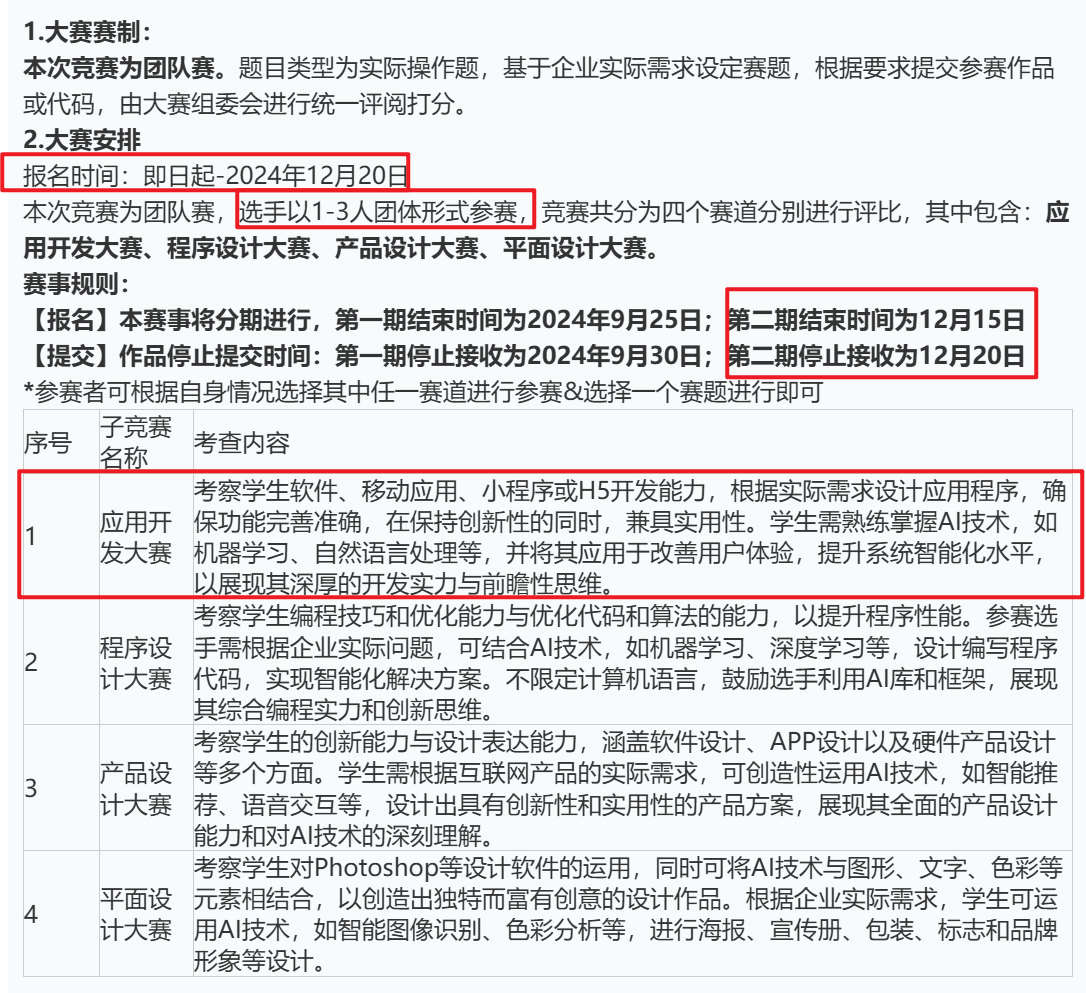 1.大赛赛制：
本次竞赛为团队赛。题目类型为实际操作题，基于企业实际需求设定赛题，根据要求提交参赛作品
或代码，由大赛组委会进行统一评阅打分。
2.大赛安排
报名时间：即日起-2024年12月20日
本次竞赛为团队赛，选手以1-3人团体形式参赛，竞赛共分为四个赛道分别进行评比，其中包含：应
用开发大赛、程序设计大赛、产品设计大赛、平面设计大赛。
赛事规则：
【报名】本赛事将分期进行，第一期结束时间为2024年9月25日；第二期结束时间为12月15日
【提交】作品停止提交时间：第一期停止接收为2024年9月30日；第二期停止接收为12月20日
*参赛者可根据自身情况选择其中任一赛道进行参赛&选择一个赛题进行即可
序号
子竞赛
名称
考查内容
1
应用开
发大赛
考察学生软件、移动应用、小程序或H5开发能力，根据实际需求设计应用程序，确
保功能完善准确，在保持创新性的同时，兼具实用性。学生需熟练掌握AI技术，如
机器学习、自然语言处理等，并将其应用于改善用户体验，提升系统智能化水平，
以展现其深厚的开发实力与前瞻性思维。
2
程序设
计大赛
考察学生编程技巧和优化能力与优化代码和算法的能力，以提升程序性能。参赛选
手需根据企业实际问题，可结合AI技术，如机器学习、深度学习等，设计编写程序
代码，实现智能化解决方案。不限定计算机语言，鼓励选手利用AI库和框架，展现
其综合编程实力和创新思维。
3
产品设
计大赛
考察学生的创新能力与设计表达能力，涵盖软件设计、APP设计以及硬件产品设计
等多个方面。学生需根据互联网产品的实际需求，可创造性运用AI技术，如智能推
荐、语音交互等，设计出具有创新性和实用性的产品方案，展现其全面的产品设计
能力和对AI技术的深刻理解。
4
平面设
计大赛
考察学生对Photoshop等设计软件的运用，同时可将AI技术与图形、文字、色彩等
元素相结合，以创造出独特而富有创意的设计作品。根据企业实际需求，学生可运
用AI技术，如智能图像识别、色彩分析等，进行海报、宣传册、包装、标志和品牌
形象等设计。